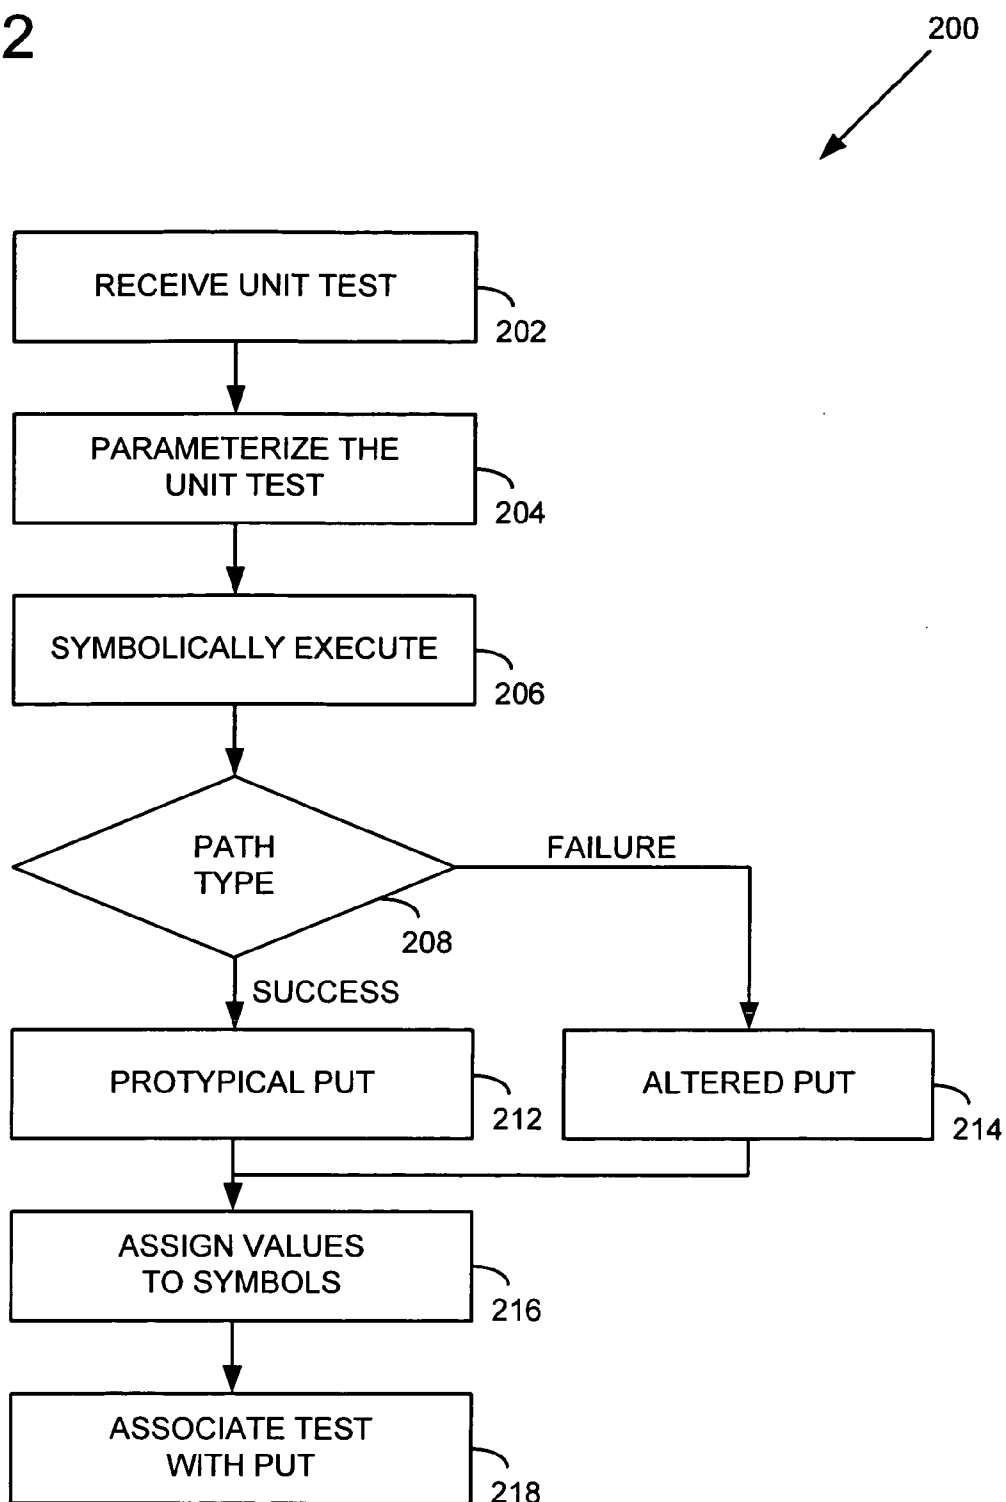 2
200
RECEIVE UNIT TEST
202
PARAMETERIZE THE
UNIT TEST
204
SYMBOLICALLY EXECUTE
206
PATH
TYPE
FAILURE
208
SUCCESS
PROTYPICAL PUT
212
ALTERED PUT
214
ASSIGN VALUES
TO SYMBOLS
216
ASSOCIATE TEST
WITH PUT
218